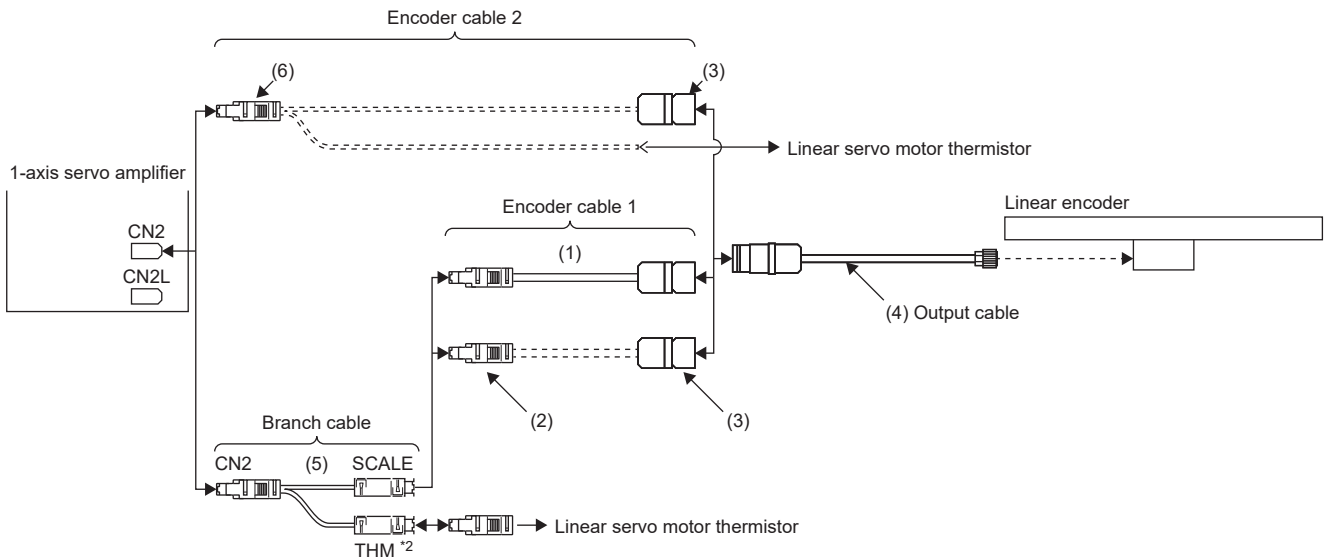 Encoder cable 2
(6)
(3)
Linear servo motor thermistor
1-axis servo amplifier
CN2
CN2L
Encoder cable 1
(1)
Linear encoder
(4) Output cable
(2)
(3)
Branch cable
CN2
(5)
SCALE
Linear servo motor thermistor
THM *2